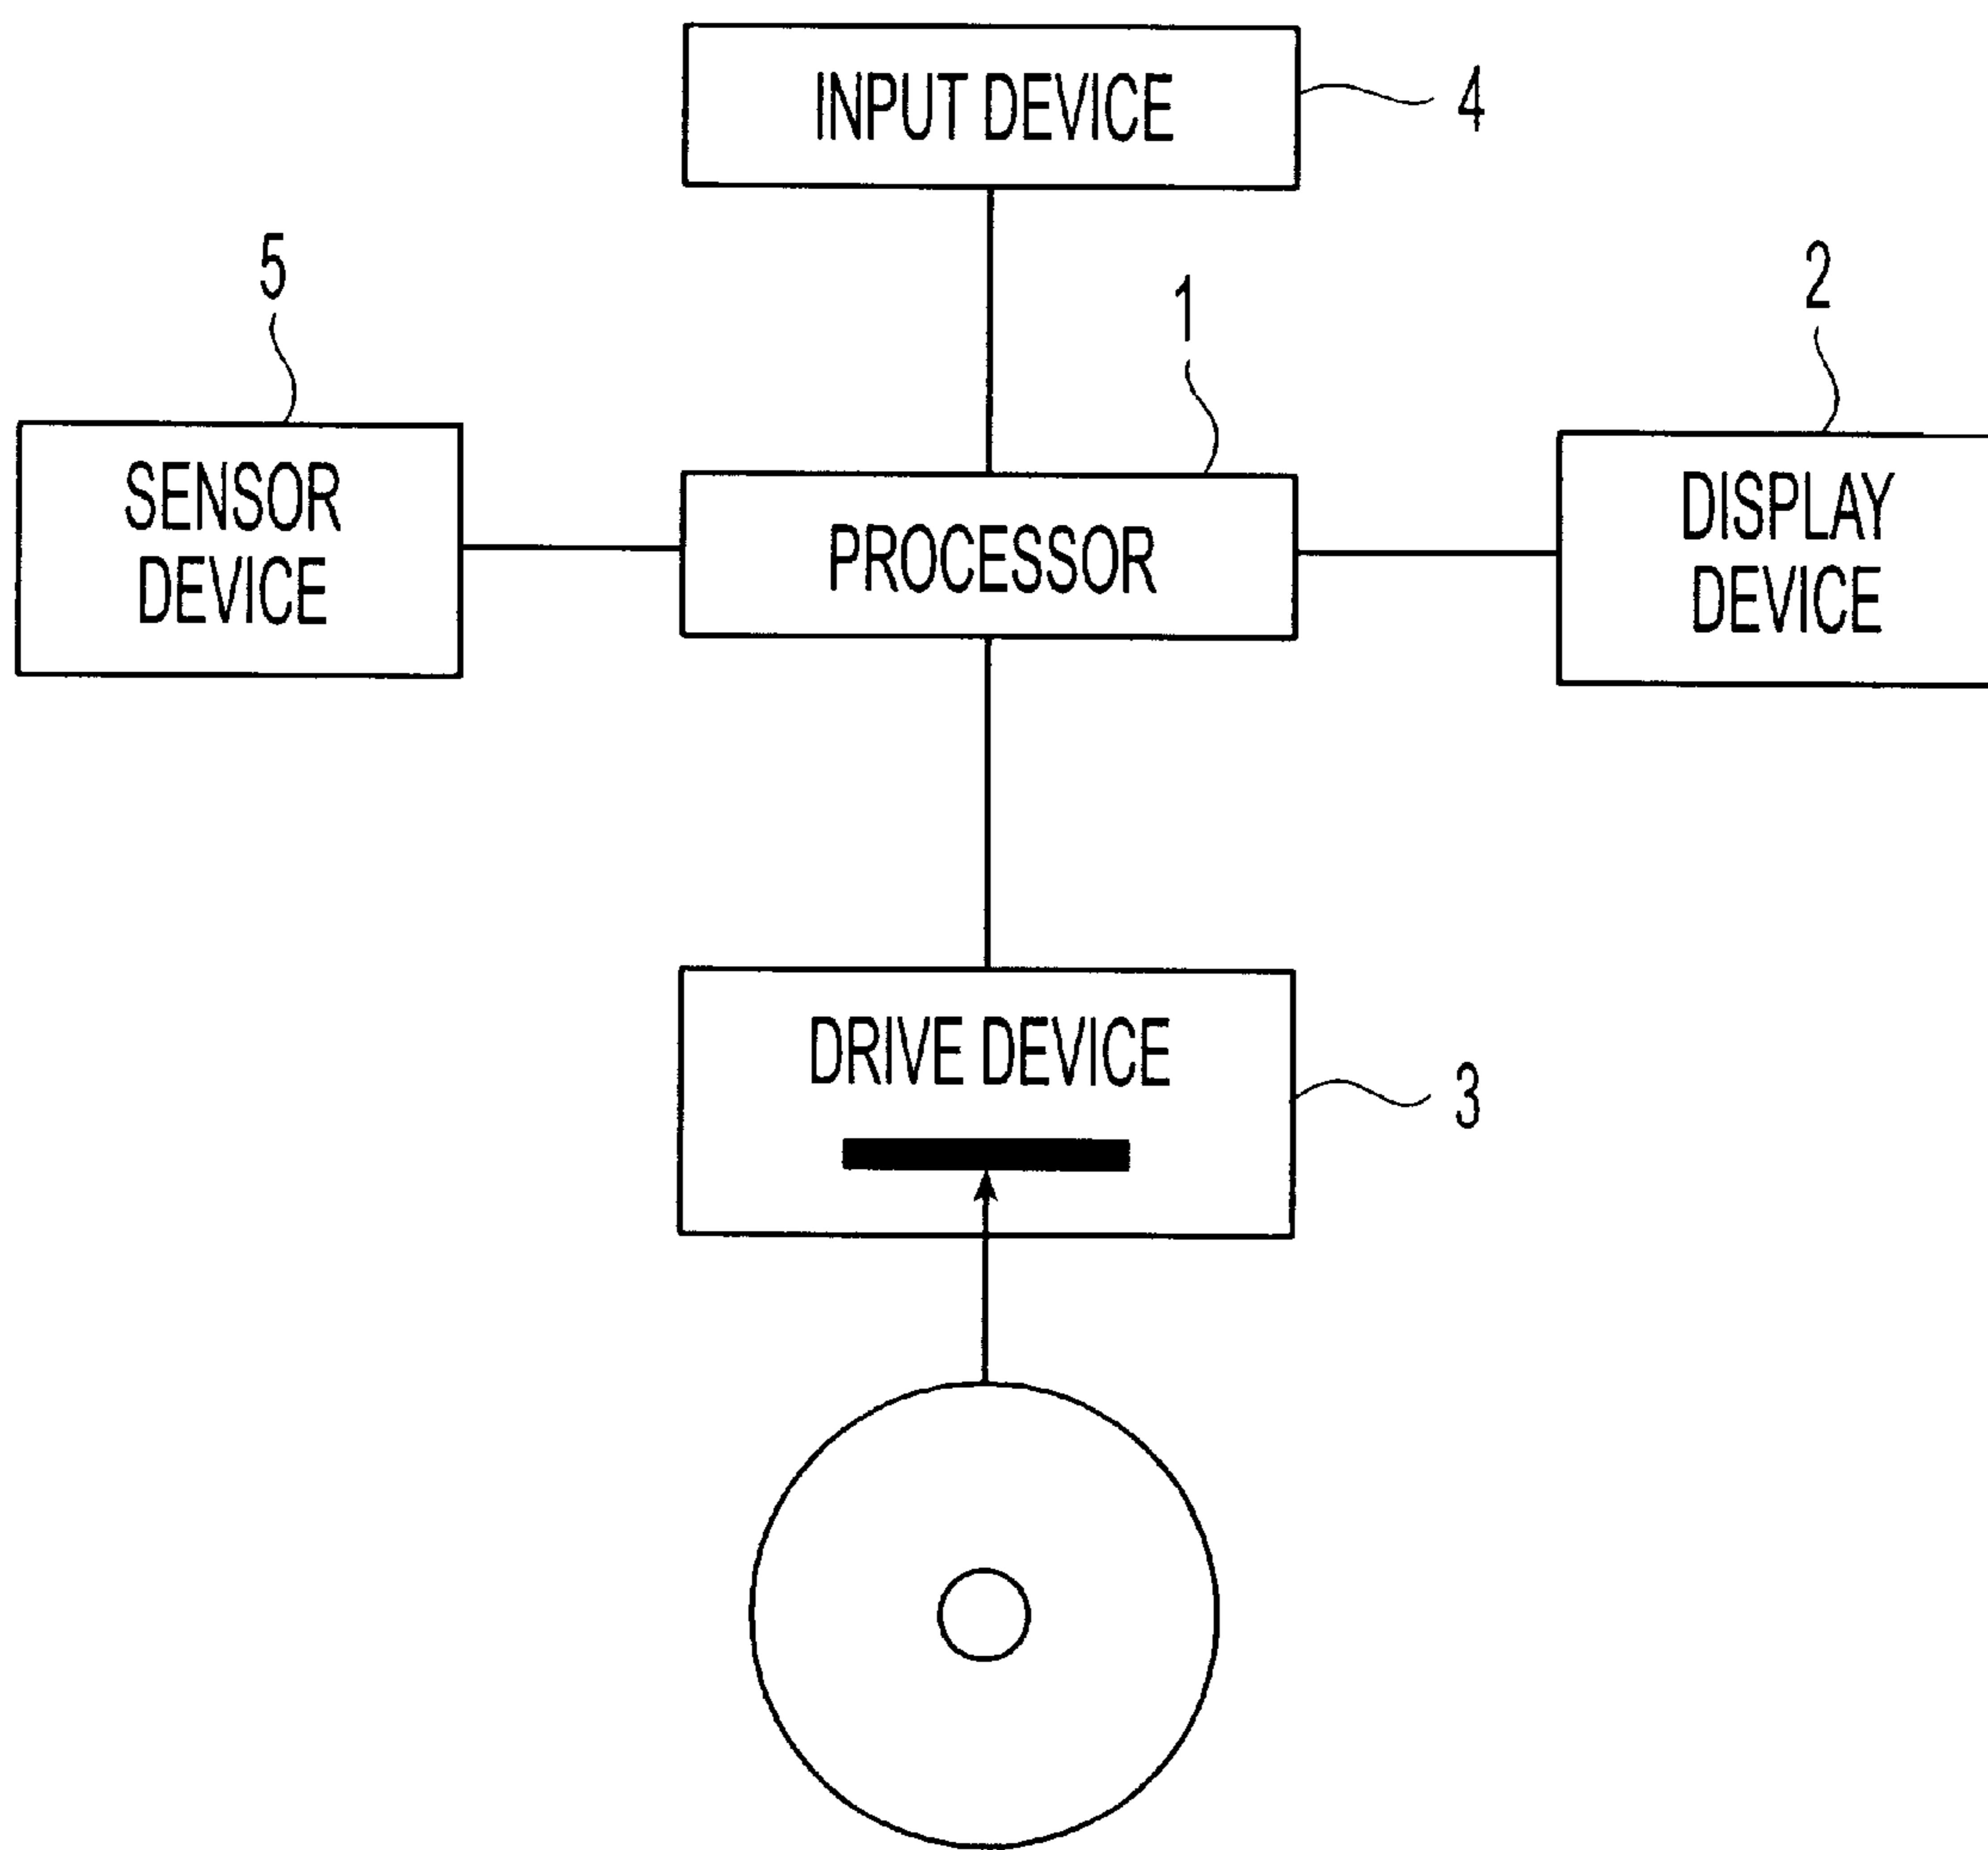 INPUT DEVICE
4
5
1
2
SENSOR
DEVICE
PROCESSOR
DISPLAY
DEVICE
DRIVE DEVICE
3